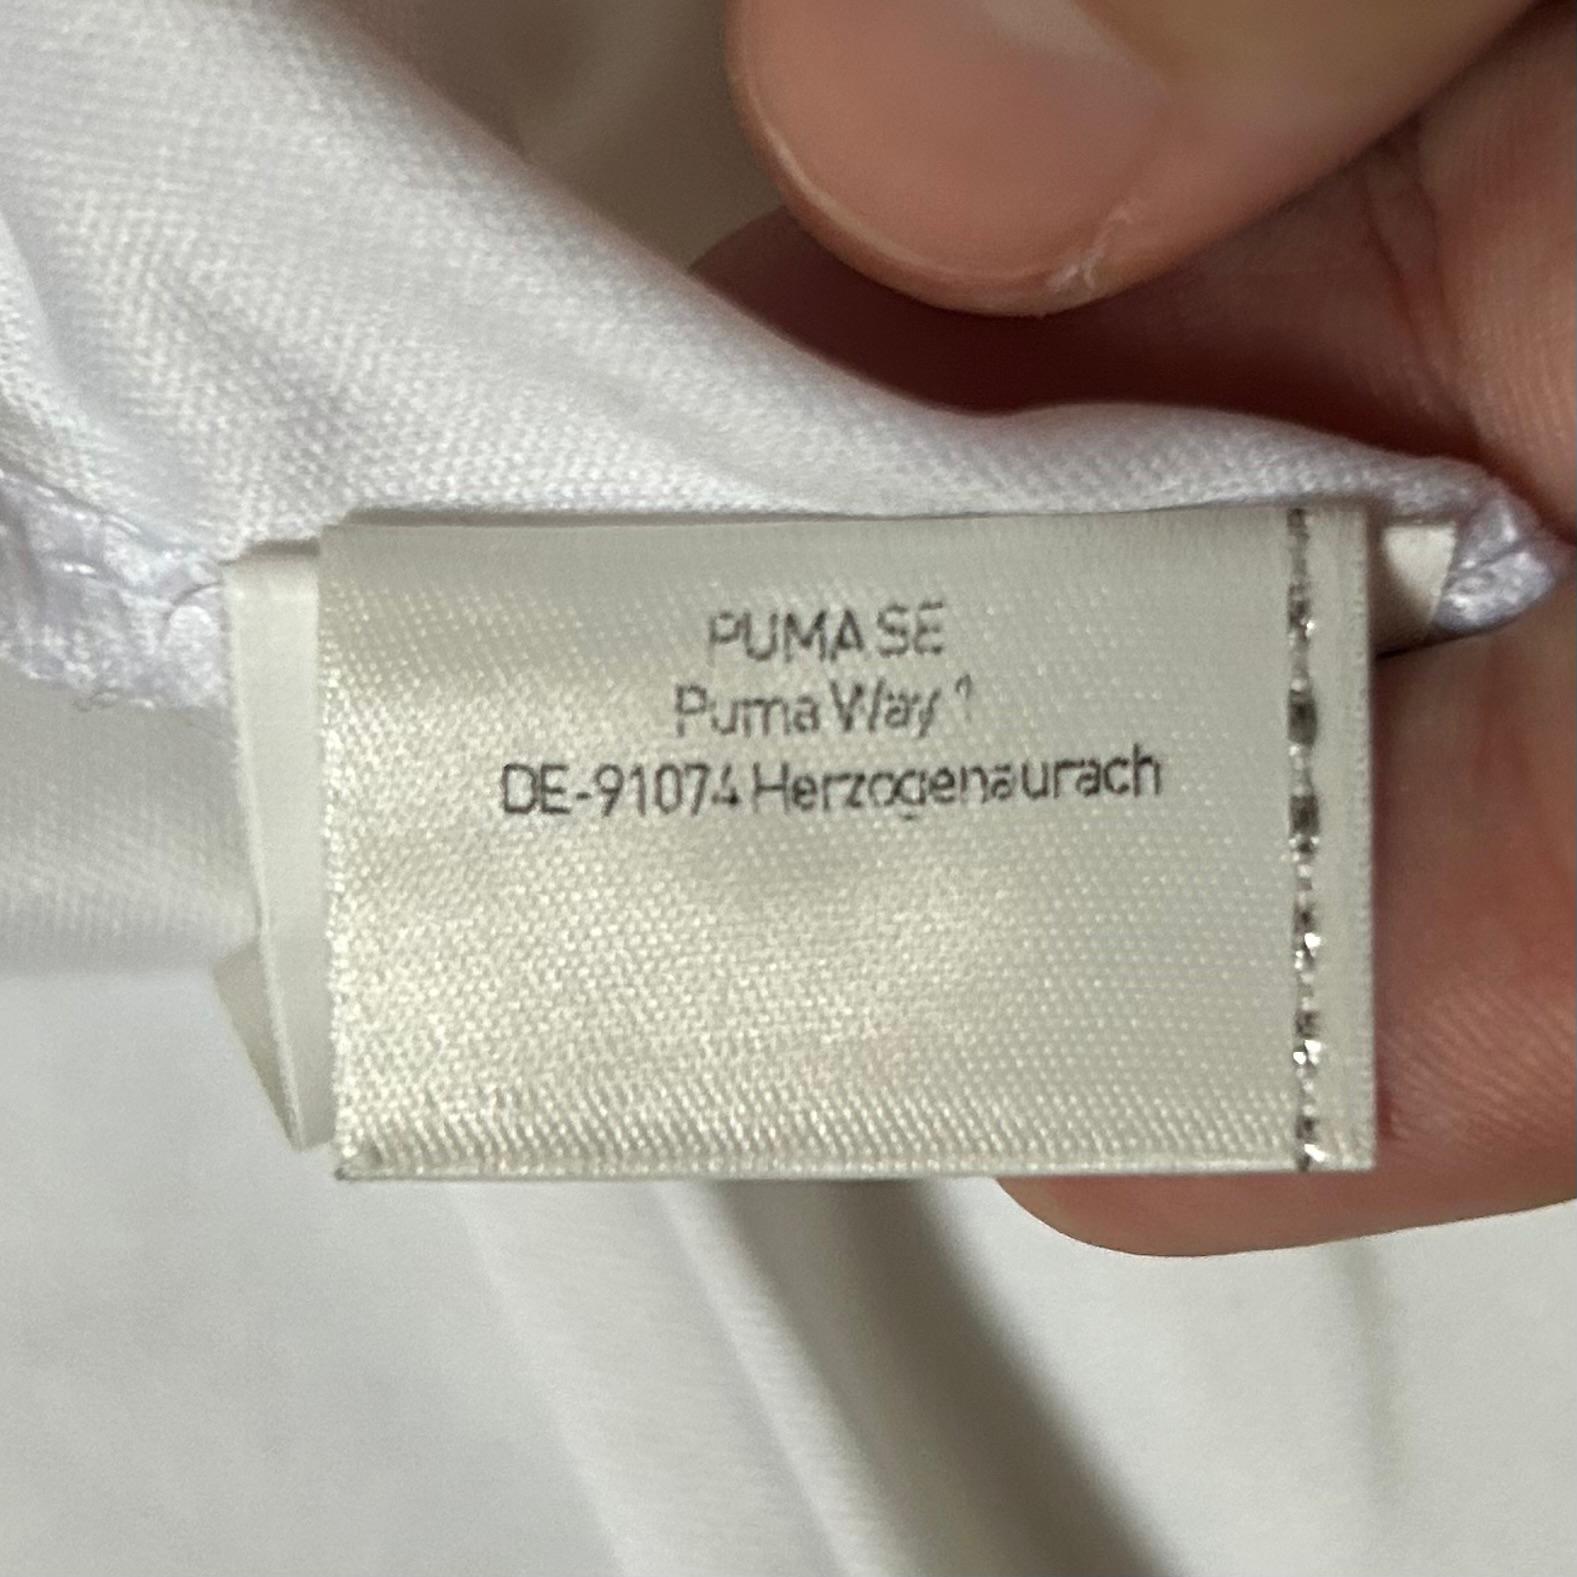 PUMA SE
Puma Way 1
DE-91074 Herzogenaurach